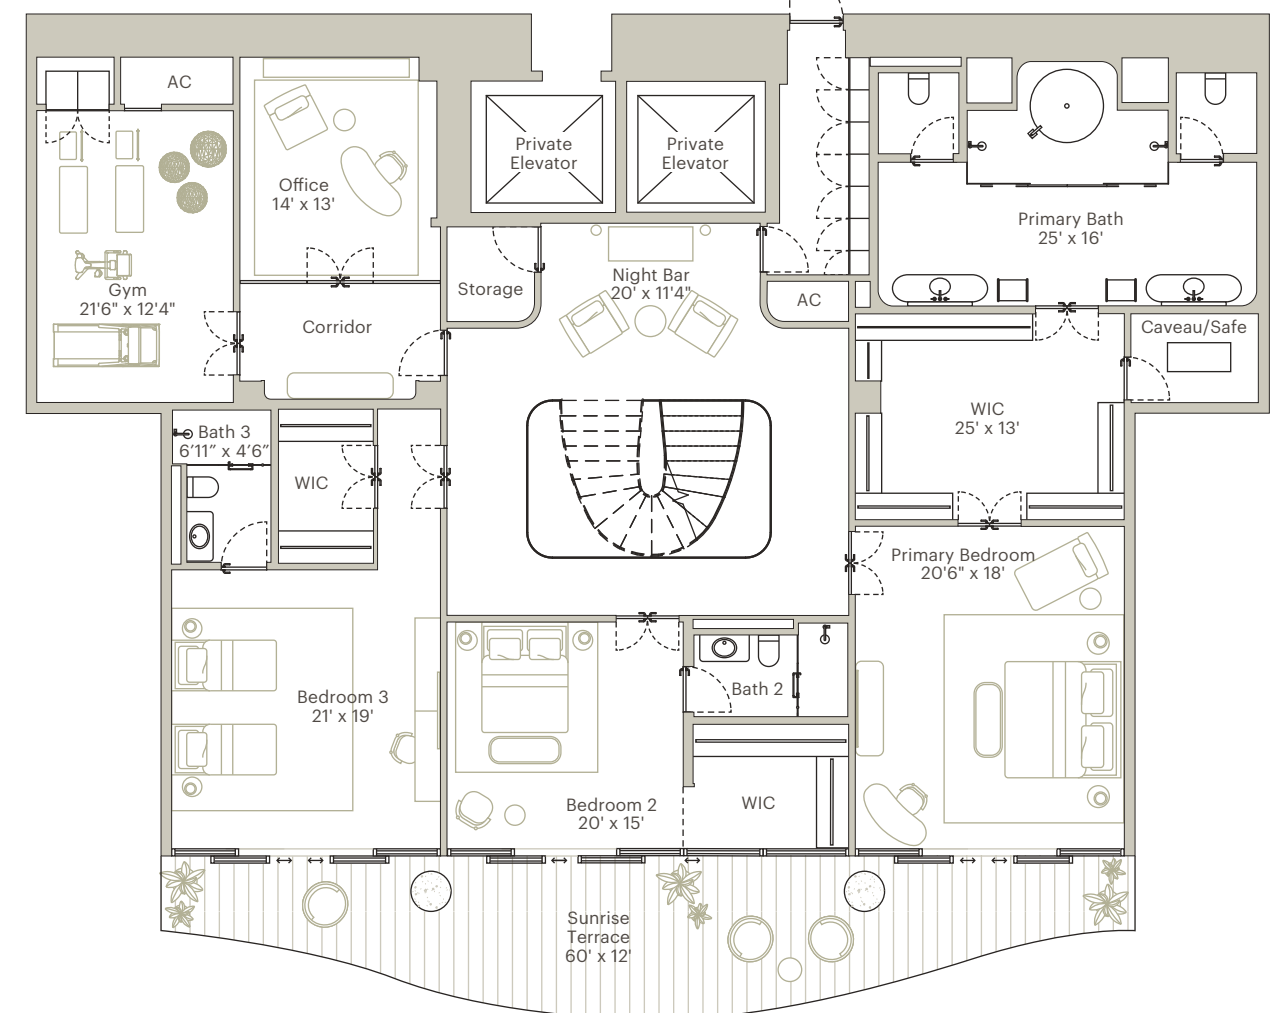 AC
Private
Elevator
Private
Elevator
Office
14' x 13'
Primary Bath
25' x 16'
Night Bar
20' x 11'4"
Storage
Gym
21'6" x 12'4"
AC
Corridor
Caveau/Safe
WIC
25' x 13'
Bath 3
6’11” x 4’6”
WIC
Primary Bedroom
20'6" x 18'
Bedroom 3
21' x 19'
Bath 2
Bedroom 2
20' x 15'
WIC
Sunrise
Terrace
60' x 12'